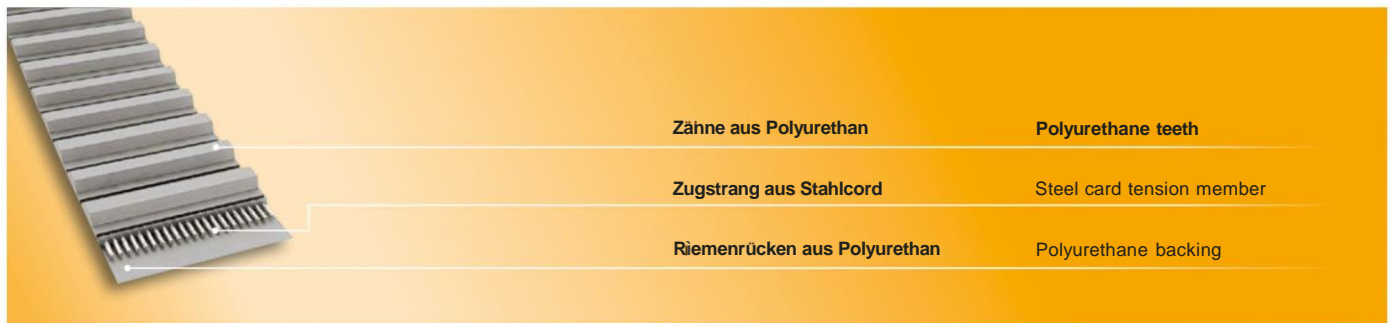 Zähne aus Polyurethan Polyurethane teeth
Zugstrang aus Stahlcord Steel card tension member
Riemenrücken aus Polyurethan Polyurethane backing